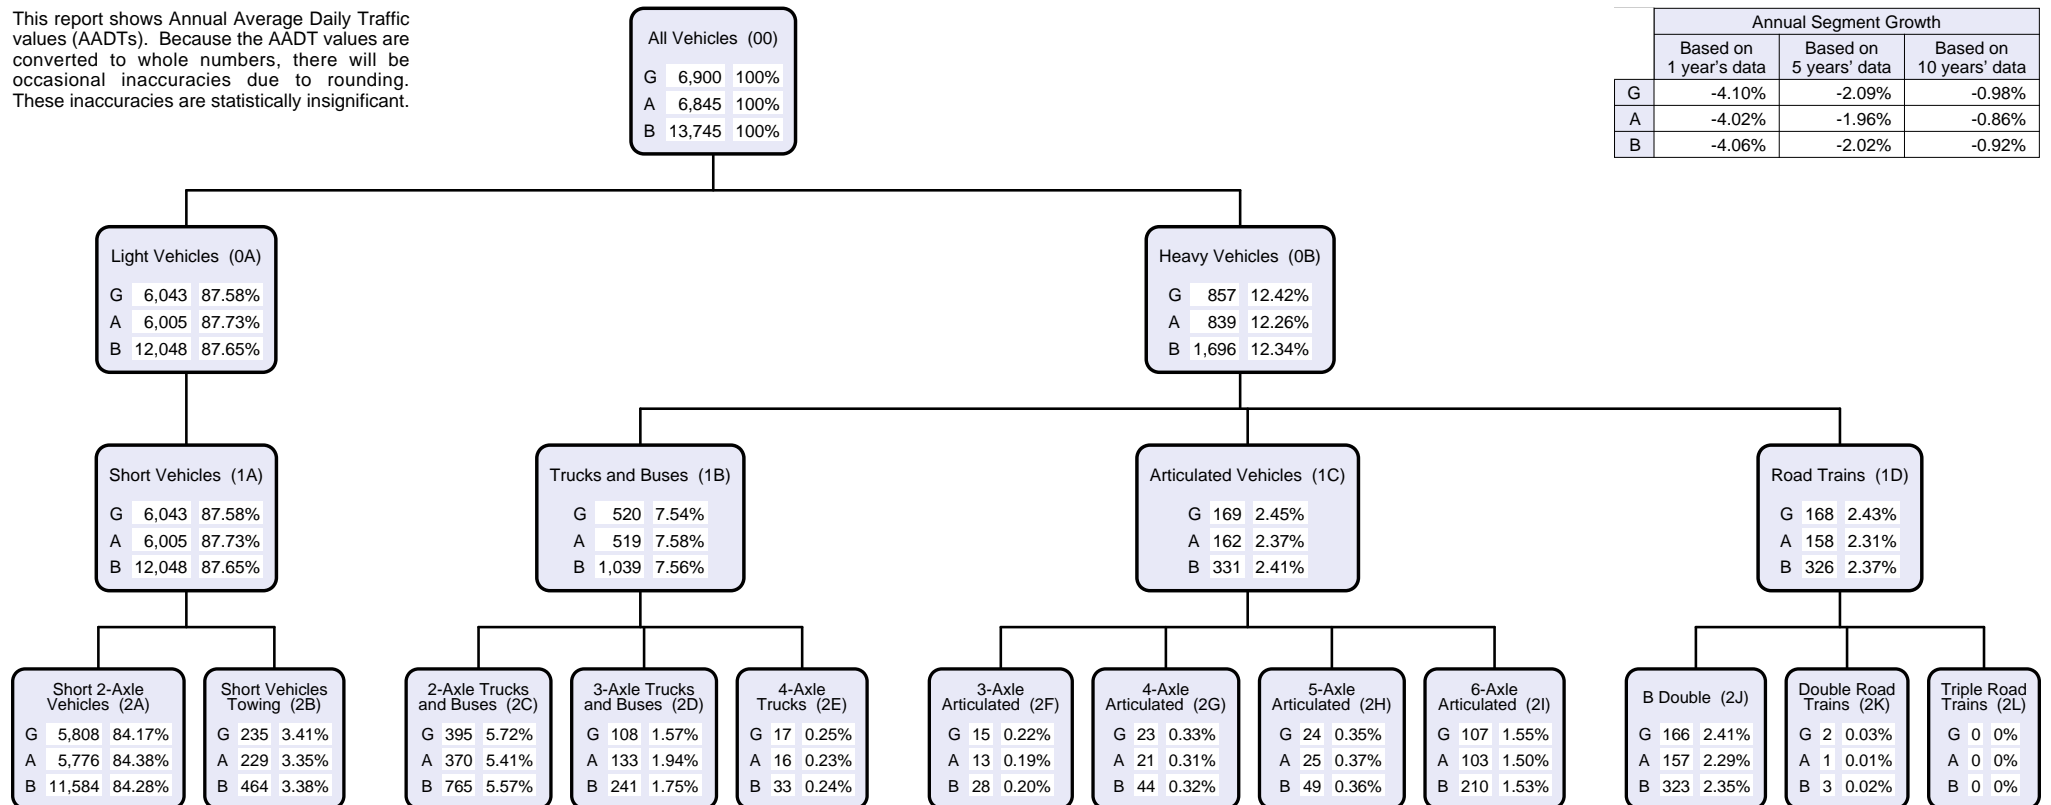 This report shows Annual Average Daily Traffic
values (AADTs). Because the AADT values are
converted to whole numbers, there will be
occasional inaccuracies due to rounding.
These inaccuracies are statistically insignificant.
All Vehicles (00)
G 6,900 100%
A 6,845 100%
B 13,745 100%
Annual Segment Growth
Based on 1 year's data Based on 5 years' data Based on 10 years' data
G -4.10% -2.09% -0.98%
A -4.02% -1.96% -0.86%
B -4.06% -2.02% -0.92%
Light Vehicles (0A)
G 6,043 87.58%
A 6,005 87.73%
B 12,048 87.65%
Heavy Vehicles (0B)
G 857 12.42%
A 839 12.26%
B 1,696 12.34%
Short Vehicles (1A)
G 6,043 87.58%
A 6,005 87.73%
B 12,048 87.65%
Trucks and Buses (1B)
G 520 7.54%
A 519 7.58%
B 1,039 7.56%
Articulated Vehicles (1C)
G 169 2.45%
A 162 2.37%
B 331 2.41%
Road Trains (1D)
G 168 2.43%
A 158 2.31%
B 326 2.37%
Short 2-Axle
Vehicles (2A)
G 5,808 84.17%
A 5,776 84.38%
B 11,584 84.28%
Short Vehicles
Towing (2B)
G 235 3.41%
A 229 3.35%
B 464 3.38%
2-Axle Trucks
and Buses (2C)
G 395 5.72%
A 370 5.41%
B 765 5.57%
3-Axle Trucks
and Buses (2D)
G 108 1.57%
A 133 1.94%
B 241 1.75%
4-Axle
Trucks (2E)
G 17 0.25%
A 16 0.23%
B 33 0.24%
3-Axle
Articulated (2F)
G 15 0.22%
A 13 0.19%
B 28 0.20%
4-Axle
Articulated (2G)
G 23 0.33%
A 21 0.31%
B 44 0.32%
5-Axle
Articulated (2H)
G 24 0.35%
A 25 0.37%
B 49 0.36%
6-Axle
Articulated (2I)
G 107 1.55%
A 103 1.50%
B 210 1.53%
B Double (2J)
G 166 2.41%
A 157 2.29%
B 323 2.35%
Double Road
Trains (2K)
G 2 0.03%
A 1 0.01%
B 3 0.02%
Triple Road
Trains (2L)
G 0 0%
A 0 0%
B 0 0%